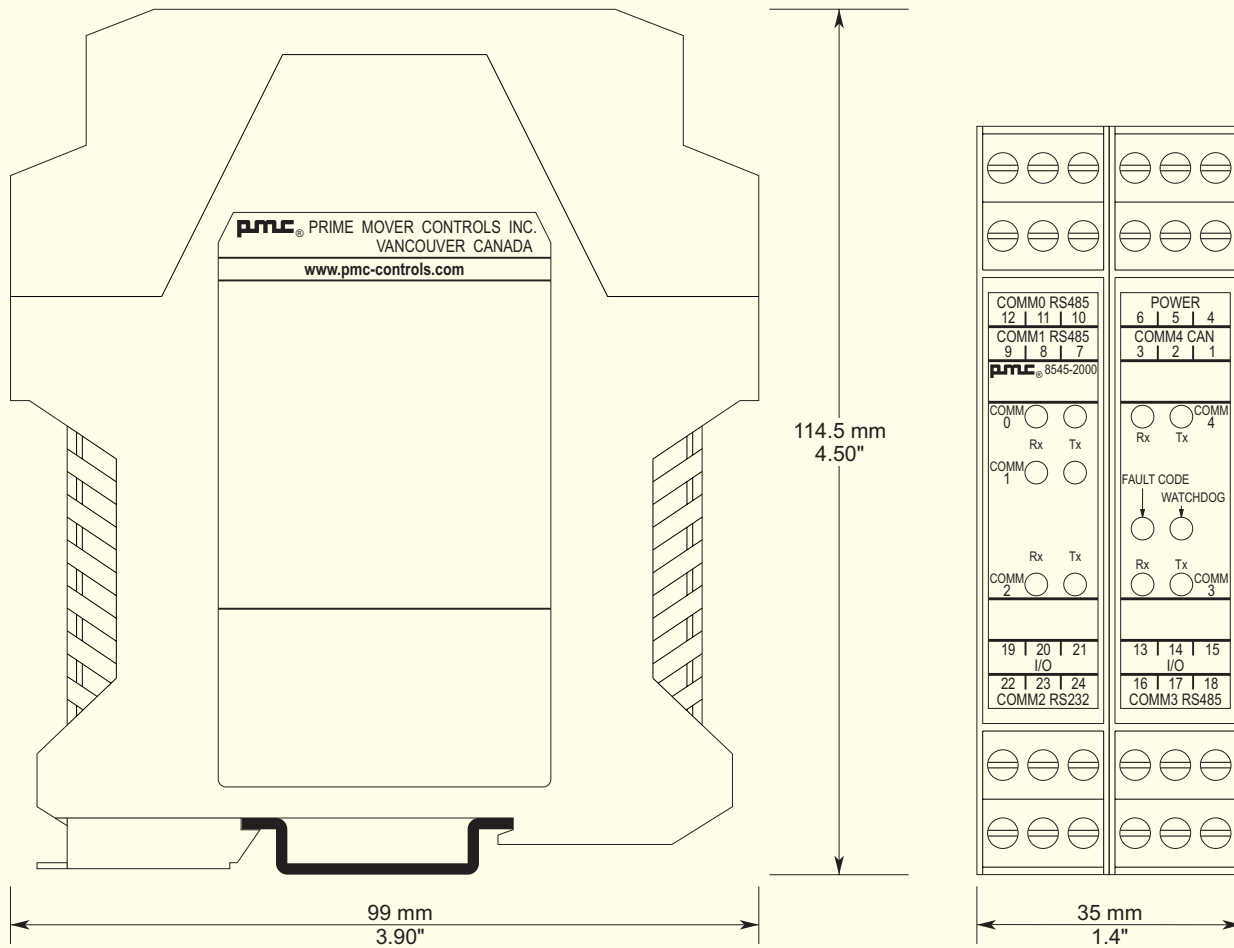 pmc® PRIME MOVER CONTROLS INC.
VANCOUVER CANADA
www.pmc-controls.com
114.5 mm
4.50"
99 mm
3.90"
COMM0 RS485
12 | 11 | 10
COMM1 RS485
9 | 8 | 7
pmc® 8545-2000
COMM
0
Rx Tx
COMM
1
Rx Tx
COMM
2
19 | 20 | 21
I/O
22 | 23 | 24
COMM2 RS232
POWER
6 | 5 | 4
COMM4 CAN
3 | 2 | 1
COMM
4
Rx Tx
FAULT CODE
WATCHDOG
Rx Tx
COMM
3
13 | 14 | 15
I/O
16 | 17 | 18
COMM3 RS485
35 mm
1.4"